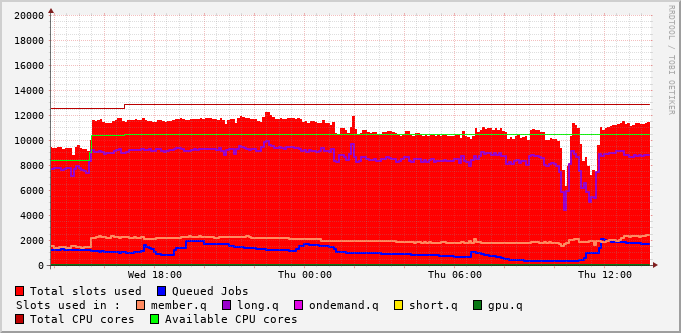 20000
18000
16000
14000
12000
10000
8000
6000
4000
2000
0
Wed 18:00 Thu 00:00 Thu 06:00 Thu 12:00
Total slots used Queued Jobs
Slots used in : member.q long.q ondemand.q short.q gpu.q
Total CPU cores Available CPU cores
RRDTOOL / TOBI OETIKER